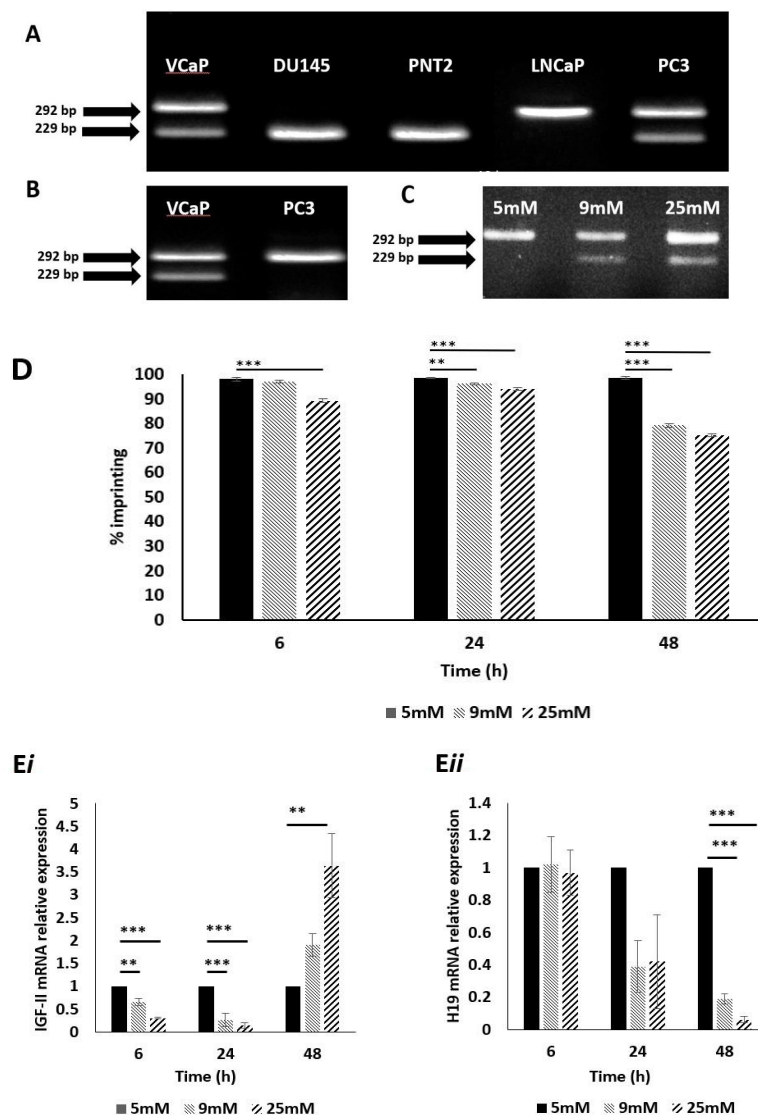 A
VCaP DU145 PNT2 LNCaP PC3
292 bp
229 bp
B
VCaP PC3
292 bp
229 bp
C
5mM 9mM 25mM
292 bp
229 bp
D
% imprinting
100
90
80
70
60
50
40
30
20
10
0
***
*** **
*** ***
6 24 48
Time (h)
5mM 9mM 25mM
Ei
IGF-II mRNA relative expression
5
4.5
4
3.5
3
2.5
2
1.5
1
0.5
0
*** **
*** ***
**
6 24 48
Time (h)
5mM 9mM 25mM
Eii
H19 mRNA relative expression
1.4
1.2
1
0.8
0.6
0.4
0.2
0
***
***
6 24 48
Time (h)
5mM 9mM 25mM